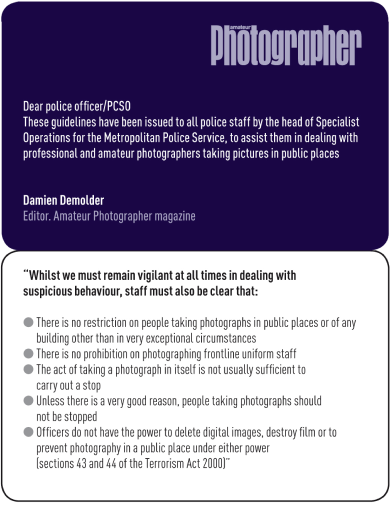 amateur
Photographer
Dear police officer/PCSO
These guidelines have been issued to all police staff by the head of Specialist
Operations for the Metropolitan Police Service, to assist them in dealing with
professional and amateur photographers taking pictures in public places
Damien Demolder
Editor. Amateur Photographer magazine
“Whilst we must remain vigilant at all times in dealing with
suspicious behaviour, staff must also be clear that:
● There is no restriction on people taking photographs in public places or of any
building other than in very exceptional circumstances
● There is no prohibition on photographing frontline uniform staff
● The act of taking a photograph in itself is not usually sufficient to
carry out a stop
● Unless there is a very good reason, people taking photographs should
not be stopped
● Officers do not have the power to delete digital images, destroy film or to
prevent photography in a public place under either power
(sections 43 and 44 of the Terrorism Act 2000)”